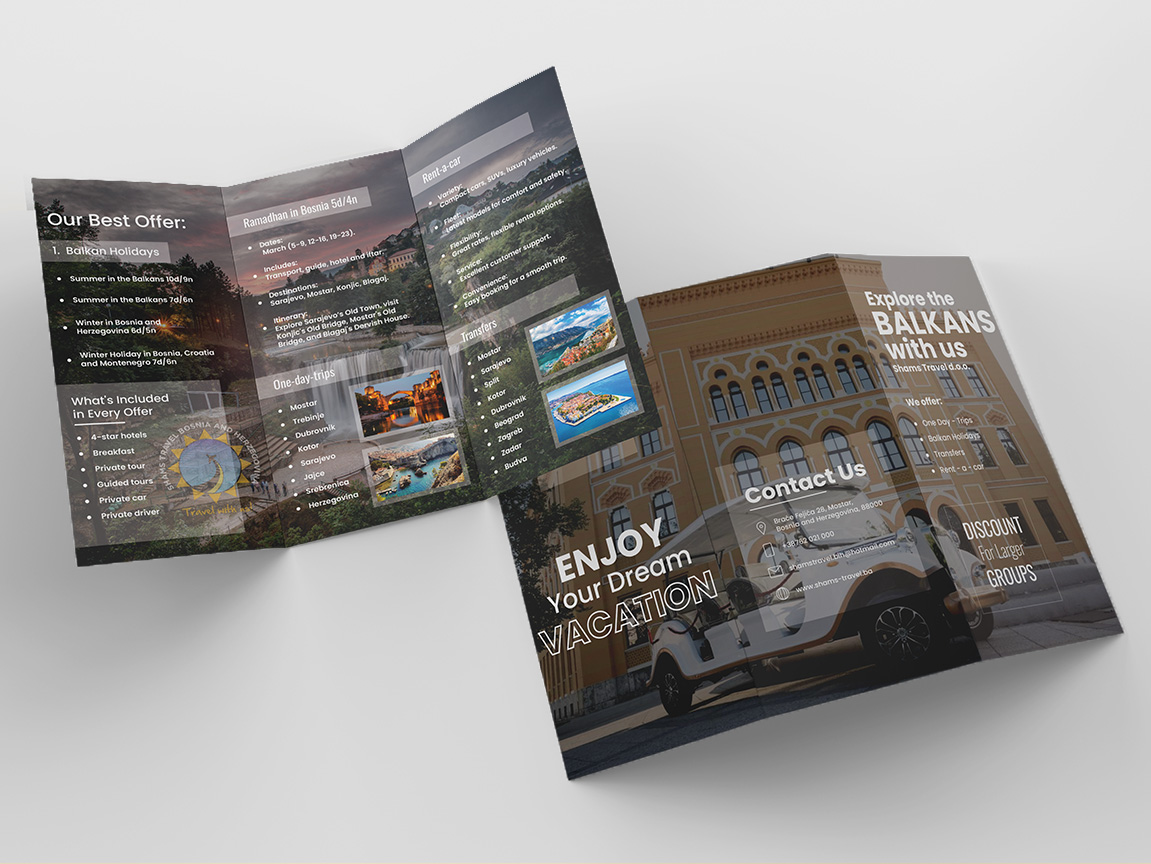 Our Best Offer:
1. Balkan Holidays
• Summer in the Balkans 10d/9n
• Summer in the Balkans 7d/6n
• Winter in Bosnia and
Herzegovina 6d/5n
• Winter Holiday in Bosnia, Croatia
and Montenegro 7d/6n
What's Included
in Every Offer
• 4-star hotels
• Breakfast
• Private tour
• Guided tours
• Private car
• Private driver
SHAMS TRAVEL BOSNIA AND HERZEGOVINA
Travel with us
Ramadhan in Bosnia 5d/4n
• Dates:
March (5-9, 12-16, 19-23).
• Includes:
Transport, guide, hotel and iftar.
• Destinations:
Sarajevo, Mostar, Konjic, Blagaj.
• Itinerary:
Explore Sarajevo's Old Town, visit
Konjic's Old Bridge, Mostar's Old
Bridge, and Blagaj's Dervish House.
One-day-trips
• Mostar
• Trebinje
• Dubrovnik
• Kotor
• Sarajevo
• Jajce
• Srebrenica
• Herzegovina
Rent-a-car
• Variety:
Compact cars, SUVs, luxury vehicles.
• Fleet:
Latest models for comfort and safety.
• Flexibility:
Great rates, flexible rental options.
• Service:
Excellent customer support.
• Convenience:
Easy booking for a smooth trip.
Transfers
• Mostar
• Sarajevo
• Split
• Kotor
• Dubrovnik
• Beograd
• Zagreb
• Zadar
• Budva
ENJOY
Your Dream
VACATION
Contact Us
Braće Fejića 28, Mostar,
Bosnia and Herzegovina, 88000
+38762 021 000
shamstravel.bih@hotmail.com
www.shams-travel.ba
Explore the
BALKANS
with us
Shams Travel d.o.o.
We offer:
• One Day - Trips
• Balkan Holidays
• Transfers
• Rent - a - car
DISCOUNT
For Larger
GROUPS